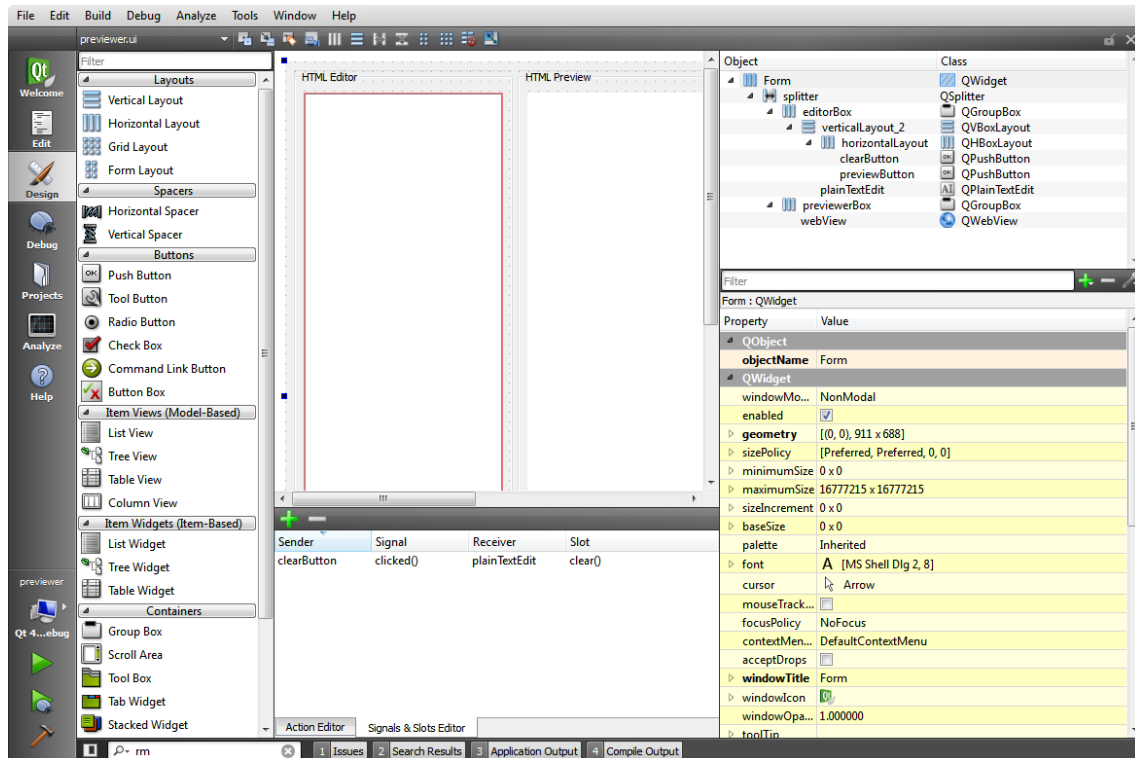 File Edit Build Debug Analyze Tools Window Help
previewer.ui
Qt
Welcome
Edit
Design
Debug
Projects
Analyze
Help
previewer
Qt 4...ebug
Filter
Layouts
Vertical Layout
Horizontal Layout
Grid Layout
Form Layout
Spacers
Horizontal Spacer
Vertical Spacer
Buttons
OK Push Button
Tool Button
Radio Button
Check Box
Command Link Button
Button Box
Item Views (Model-Based)
List View
Tree View
Table View
Column View
Item Widgets (Item-Based)
List Widget
Tree Widget
Table Widget
Containers
Group Box
Scroll Area
Tool Box
Tab Widget
Stacked Widget
HTML Editor HTML Preview
Sender Signal Receiver Slot
clearButton clicked() plainTextEdit clear()
Action Editor Signals & Slots Editor
Object Class
Form QWidget
splitter QSplitter
editorBox QGroupBox
verticalLayout_2 QVBoxLayout
horizontalLayout QHBoxLayout
clearButton OK QPushButton
previewButton OK QPushButton
plainTextEdit AI QPlainTextEdit
previewerBox QGroupBox
webView QWebView
Filter
Form : QWidget
Property Value
QObject
objectName Form
QWidget
windowMo... NonModal
enabled
geometry [(0, 0), 911 x 688]
sizePolicy [Preferred, Preferred, 0, 0]
minimumSize 0 x 0
maximumSize 16777215 x 16777215
sizeIncrement 0 x 0
baseSize 0 x 0
palette Inherited
font A [MS Shell Dlg 2, 8]
cursor Arrow
mouseTrack...
focusPolicy NoFocus
contextMen... DefaultContextMenu
acceptDrops
windowTitle Form
windowIcon Qt
windowOpa... 1.000000
toolTip
rm 1 Issues 2 Search Results 3 Application Output 4 Compile Output